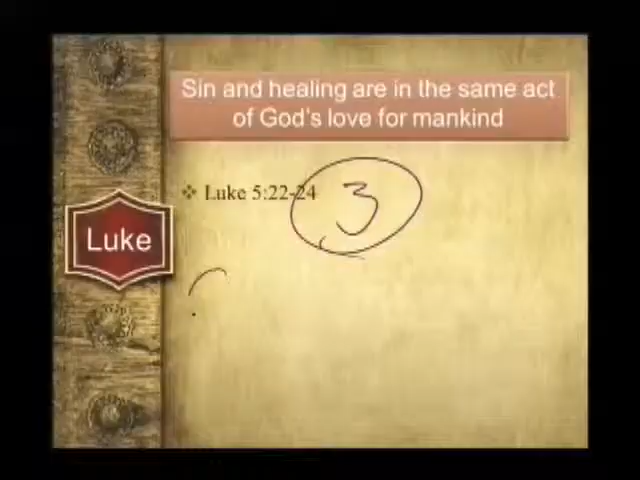 Sin and healing are in the same act
of God's love for mankind
❖ Luke 5:22-24
3
Luke